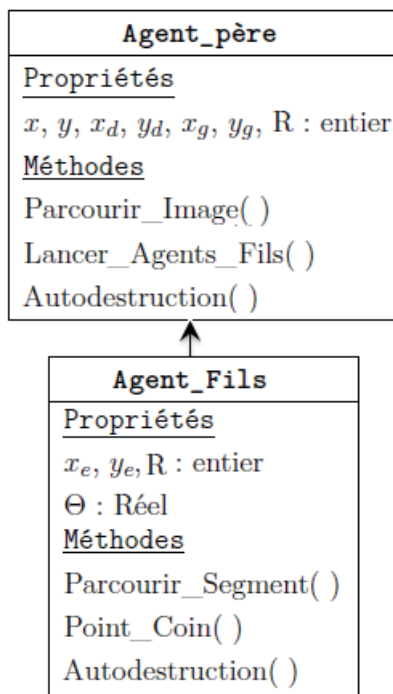 Agent_père
Propriétés
x, y, x_d, y_d, x_g, y_g, R : entier
Méthodes
Parcourir_Image( )
Lancer_Agents_Fils( )
Autodestruction( )
Agent_Fils
Propriétés
x_e, y_e, R : entier
Θ : Réel
Méthodes
Parcourir_Segment( )
Point_Coin( )
Autodestruction( )